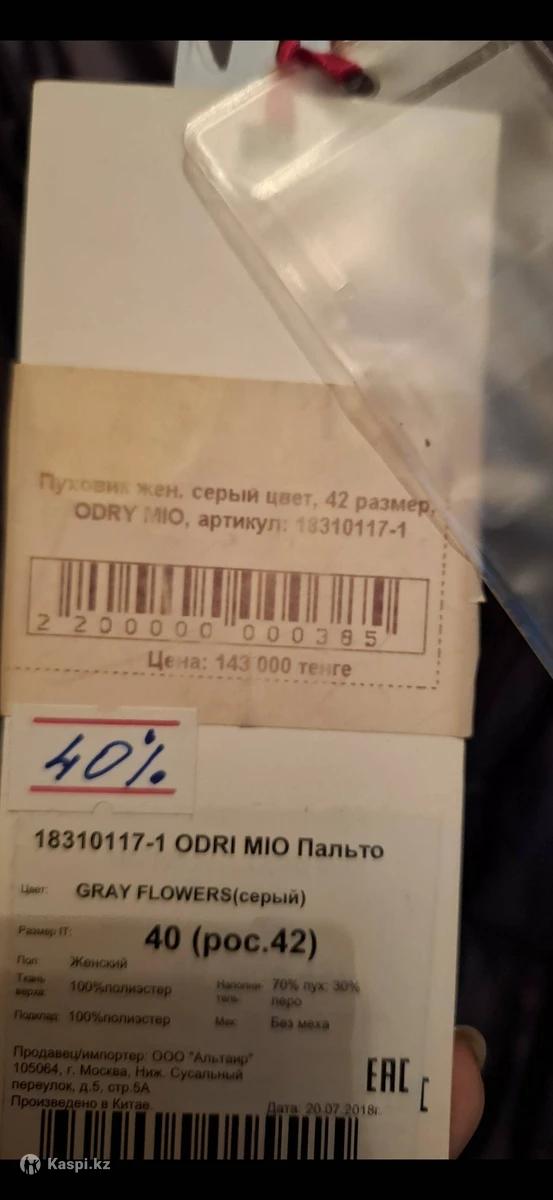 Пуховик жен. серый цвет, 42 размер,
ODRY MIO, артикул: 18310117-1
2 200000 000385
Цена: 143 000 тенге
40%
18310117-1 ODRI MIO Пальто
Цвет: GRAY FLOWERS(серый)
Размер IT: 40 (рос.42)
Пол: Женский
Ткань верха: 100%полиэстер
Наполнитель: 70% пух: 30% перо
Подклад: 100%полиэстер
Мех: Без меха
Продавец/импортер: ООО "Альтаир"
105064, г. Москва, Ниж. Сусальный
переулок, д.5, стр.5А
Произведено в Китае.
EAC
Дата: 20.07.2018г.
Kaspi.kz